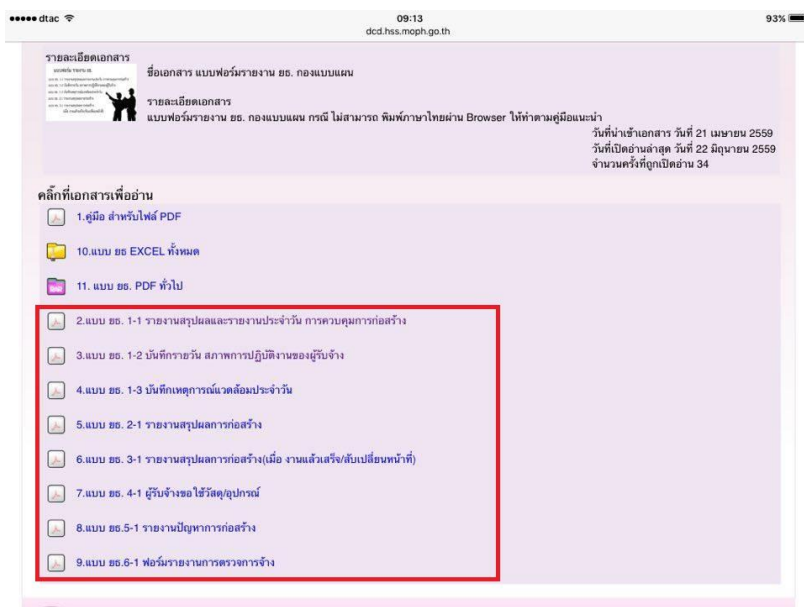 dtac
09:13
93%
dcd.hss.moph.go.th
รายละเอียดเอกสาร
ชื่อเอกสาร แบบฟอร์มรายงาน ยธ. กองแบบแผน
รายละเอียดเอกสาร
แบบฟอร์มรายงาน ยธ. กองแบบแผน กรณี ไม่สามารถ พิมพ์ภาษาไทยผ่าน Browser ให้ทำตามคู่มือแนะนำ
วันที่นำเข้าเอกสาร วันที่ 21 เมษายน 2559
วันที่เปิดอ่านล่าสุด วันที่ 22 มิถุนายน 2559
จำนวนครั้งที่ถูกเปิดอ่าน 34
คลิ๊กที่เอกสารเพื่ออ่าน
1.คู่มือ สำหรับไฟล์ PDF
10.แบบ ยธ EXCEL ทั้งหมด
11. แบบ ยธ. PDF ทั่วไป
2.แบบ ยธ. 1-1 รายงานสรุปผลและรายงานประจำวัน การควบคุมการก่อสร้าง
3.แบบ ยธ. 1-2 บันทึกรายวัน สภาพการปฏิบัติงานของผู้รับจ้าง
4.แบบ ยธ. 1-3 บันทึกเหตุการณ์แวดล้อมประจำวัน
5.แบบ ยธ. 2-1 รายงานสรุปผลการก่อสร้าง
6.แบบ ยธ. 3-1 รายงานสรุปผลการก่อสร้าง(เมื่อ งานแล้วเสร็จ/สับเปลี่ยนหน้าที่)
7.แบบ ยธ. 4-1 ผู้รับจ้างขอใช้วัสดุ/อุปกรณ์
8.แบบ ยธ.5-1 รายงานปัญหาการก่อสร้าง
9.แบบ ยธ.6-1 ฟอร์มรายงานการตรวจการจ้าง